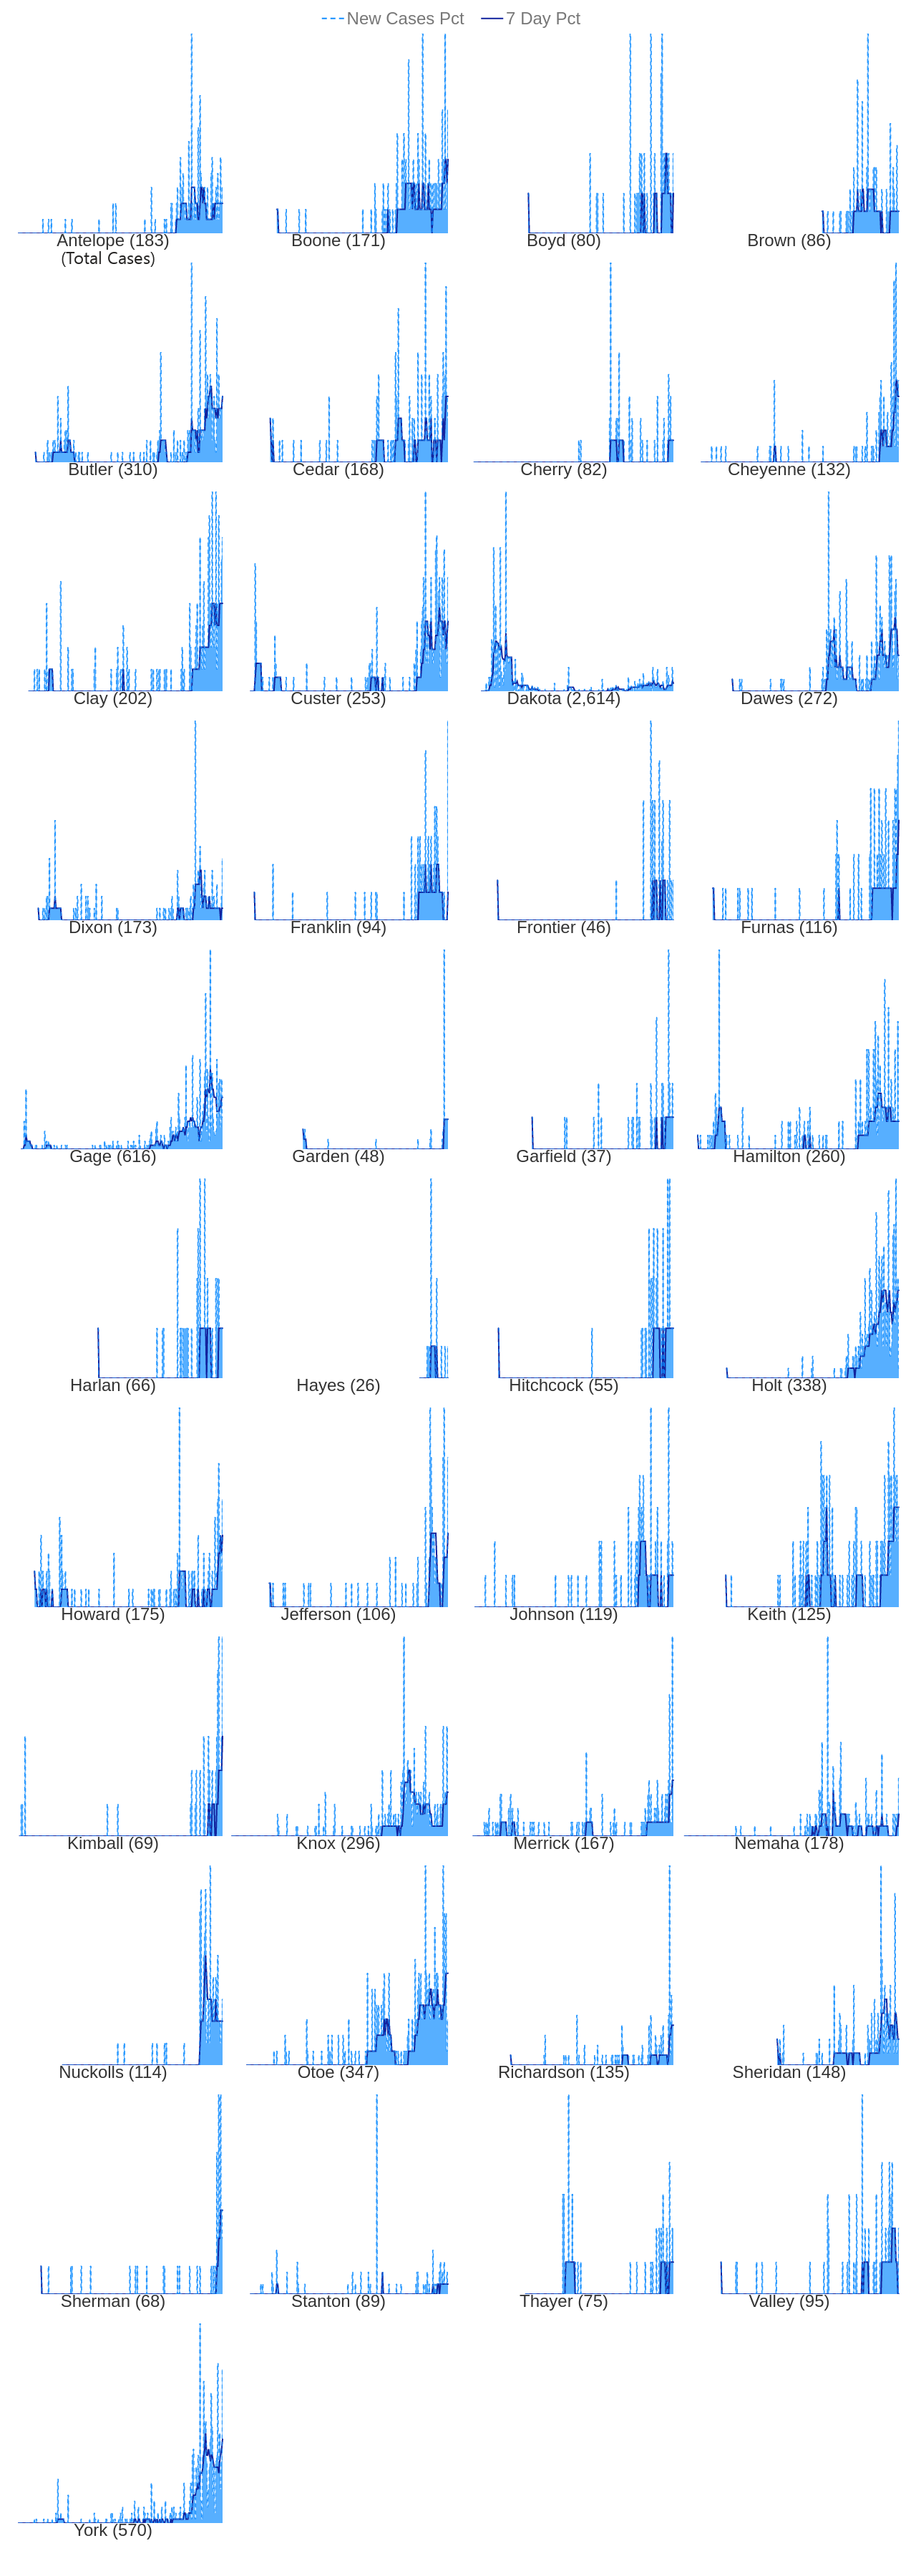 New Cases Pct 7 Day Pct
Antelope (183) Boone (171) Boyd (80) Brown (86)
(Total Cases)
Butler (310) Cedar (168) Cherry (82) Cheyenne (132)
Clay (202) Custer (253) Dakota (2,614) Dawes (272)
Dixon (173) Franklin (94) Frontier (46) Furnas (116)
Gage (616) Garden (48) Garfield (37) Hamilton (260)
Harlan (66) Hayes (26) Hitchcock (55) Holt (338)
Howard (175) Jefferson (106) Johnson (119) Keith (125)
Kimball (69) Knox (296) Merrick (167) Nemaha (178)
Nuckolls (114) Otoe (347) Richardson (135) Sheridan (148)
Sherman (68) Stanton (89) Thayer (75) Valley (95)
York (570)